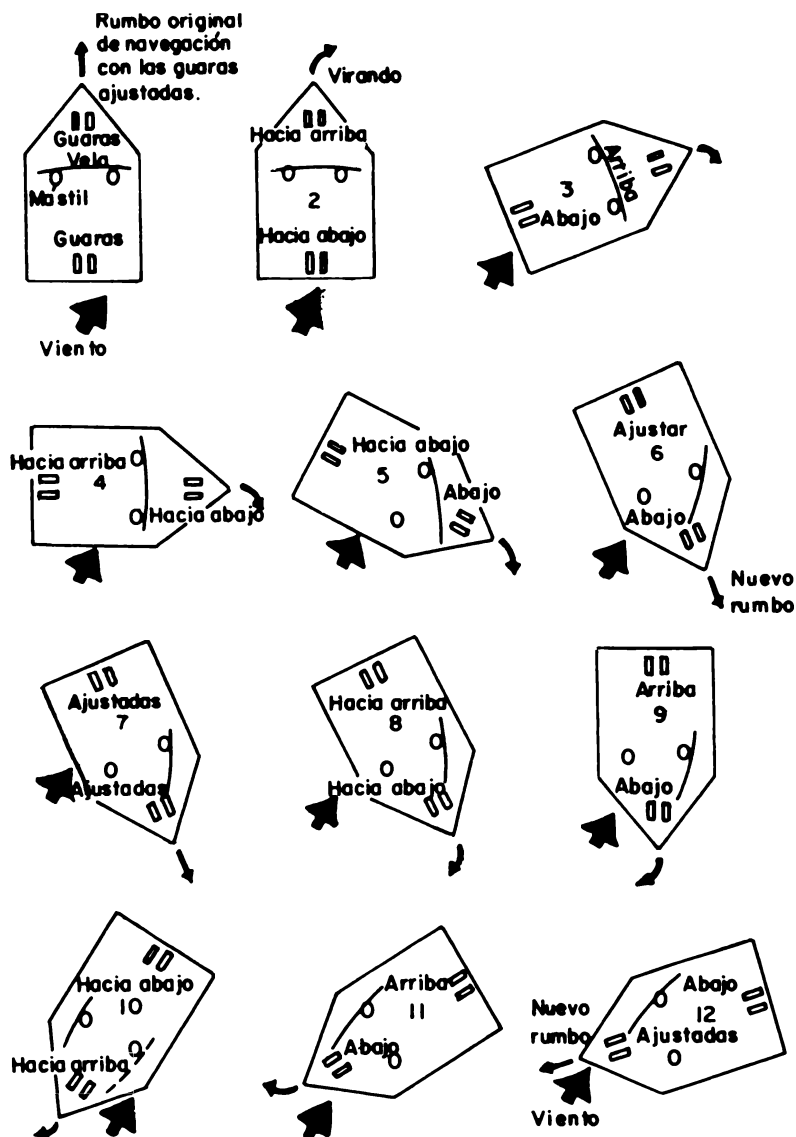 Rumbo original
de navegación
con las guaras
ajustadas.
Guaras
Vela
Mástil
Guaras
Viento
Virando
Hacia arriba
2
Hacia abajo
3
Arriba
Abajo
Hacia arriba
4
Hacia abajo
Hacia abajo
5
Abajo
Ajustar
6
Abajo
Nuevo
rumbo
Ajustadas
7
Ajustadas
Hacia arriba
8
Hacia abajo
Arriba
9
Abajo
Hacia abajo
10
Hacia arriba
Arriba
11
Abajo
Abajo
12
Ajustadas
Nuevo
rumbo
Viento